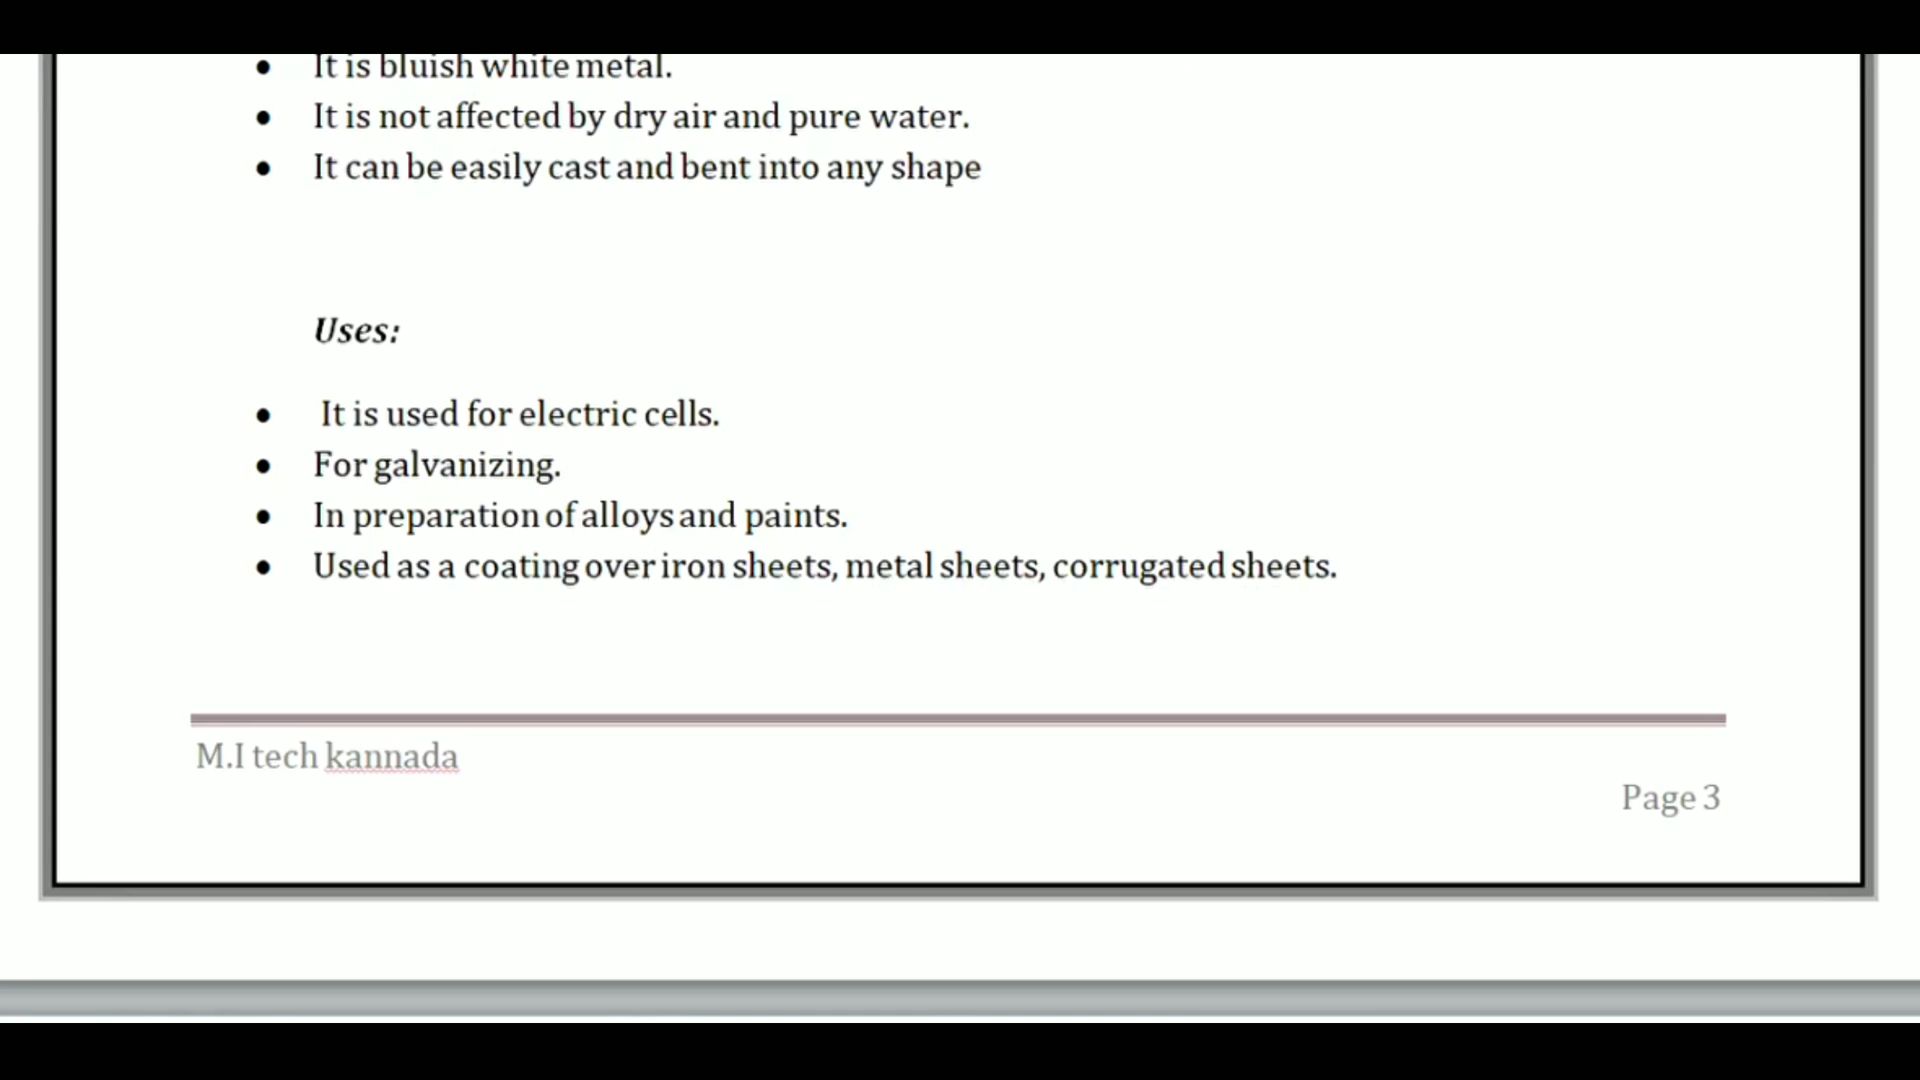 • It is bluish white metal.
• It is not affected by dry air and pure water.
• It can be easily cast and bent into any shape
Uses:
• It is used for electric cells.
• For galvanizing.
• In preparation of alloys and paints.
• Used as a coating over iron sheets, metal sheets, corrugated sheets.
M.I tech kannada
Page 3